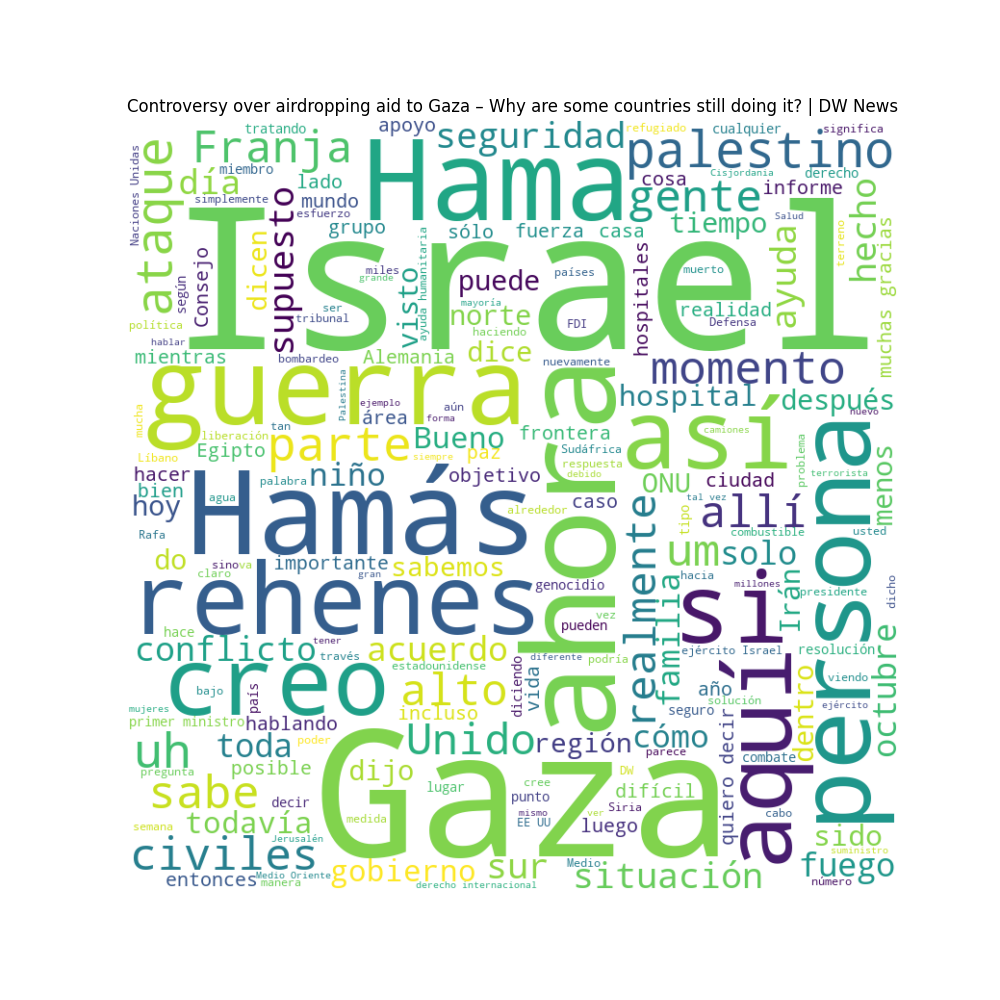 Controversy over airdropping aid to Gaza – Why are some countries still doing it? | DW News
tratando
apoyo
seguridad
refugiado
cualquier
significa
Franja
Hama
palestino
Naciones Unidas
ataque
miembro
día
lado
cosa
Cisjordania
derecho
gente
informe
simplemente
supuesto
mundo
esfuerzo
hecho
grupo
sólo
fuerza
casa
tiempo
Salud
terreno
Israel
dicen
Consejo
según
visto
ayuda humanitaria
miles
grande
puede
países
hospitales
muerto
ayuda
muchas gracias
mayoría
ser
tribunal
norte
FDI
realidad
Defensa
política
haciendo
hablar
mientras
bombardeo
Alemania
dice
nuevamente
momento
guerra
Palestina
ejemplo
aún
hospital
después
mucha
área
forma
ahora
así
nuevo
liberación
tan
parte
Bueno
frontera
camiones
persona
Líbano
Egipto
siempre
paz
Sudáfrica
hacer
niño
objetivo
respuesta
debido
ONU
ciudad
problema
terrorista
menos
bien
palabra
Hamás
hoy
agua
caso
tal vez
tipo
allí
alrededor
realmente
combustible
usted
Rafa
do
importante
sabemos
um
solo
sino
va
claro
gran
rehenes
genocidio
hacia
millones
familia
si
Irán
presidente
dicho
hace
vez
pueden
tener
conflicto
través
acuerdo
diferente
podría
ejército Israel
resolución
octubre
estadounidense
creo
diciendo
vida
aquí
dentro
viendo
bajo
país
alto
año
solución
seguro
ejército
mujeres
primer ministro
hablando
incluso
quiero decir
combate
uh
toda
poder
Gaza
Unido
región
cómo
parece
pregunta
posible
dijo
DW
lugar
cree
difícil
sabe
decir
punto
Siria
medida
mismo
ver
cabo
semana
todavía
EE UU
luego
sido
Jerusalén
suministro
civiles
entonces
Medio Oriente
manera
gobierno
sur
Medio
situación
fuego
derecho internacional
número